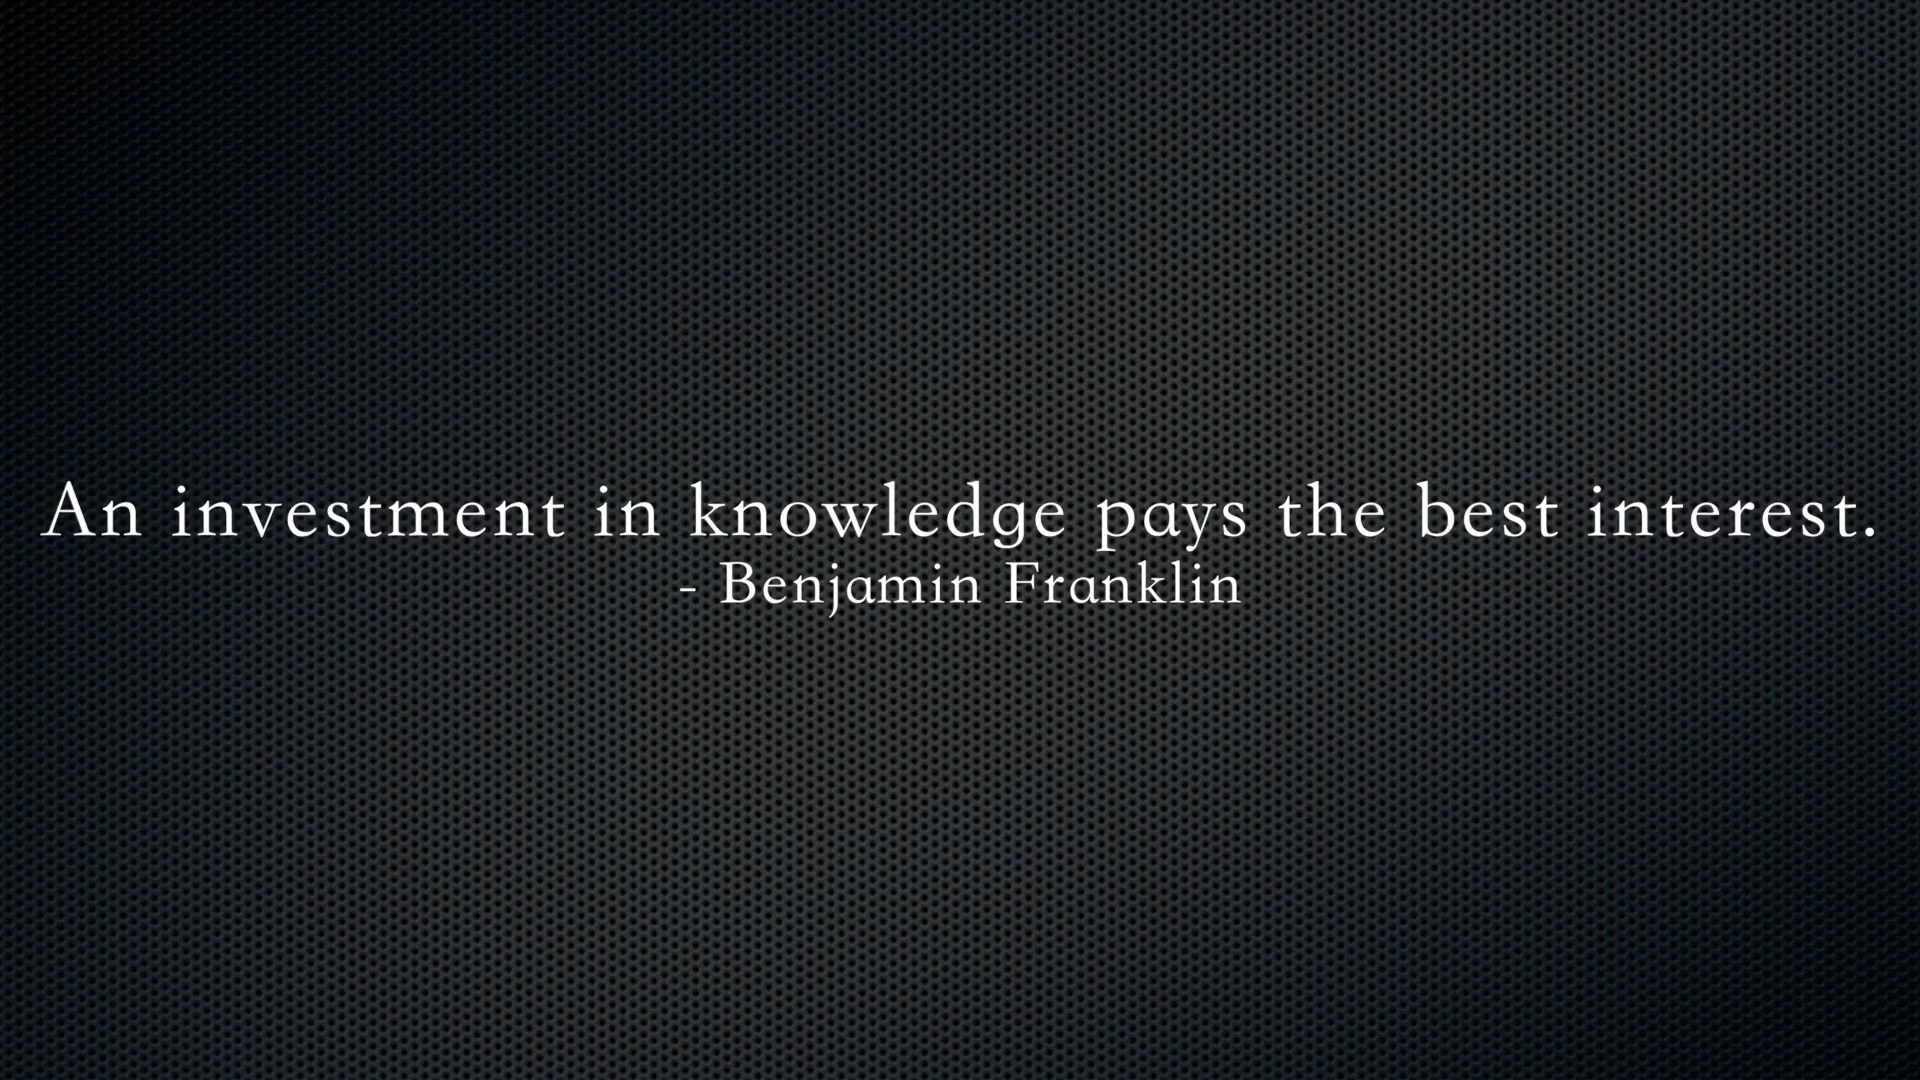 An investment in knowledge pays the best interest.
- Benjamin Franklin